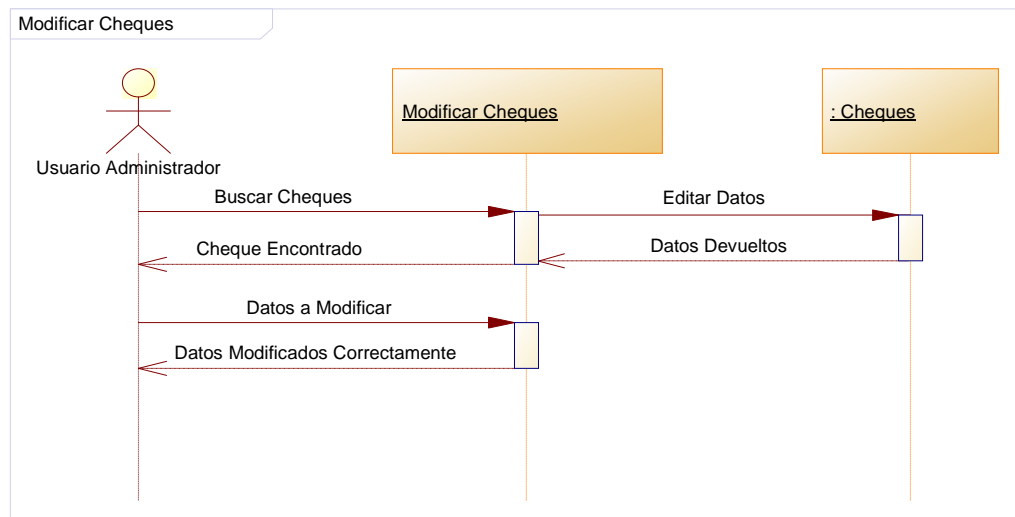 Modificar Cheques
Modificar Cheques
: Cheques
Usuario Administrador
Buscar Cheques
Editar Datos
Cheque Encontrado
Datos Devueltos
Datos a Modificar
Datos Modificados Correctamente